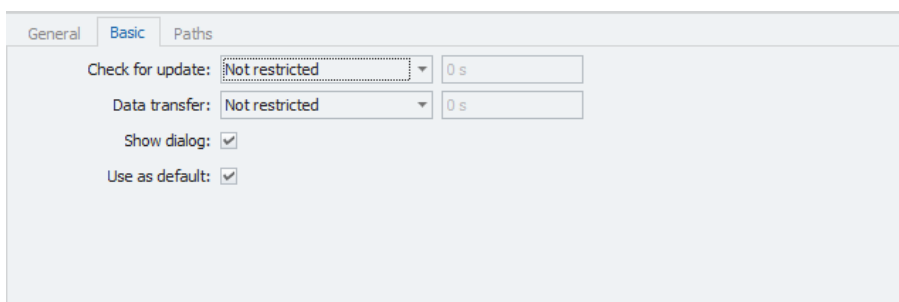 General Basic Paths
Check for update: Not restricted 0 s
Data transfer: Not restricted 0 s
Show dialog:
Use as default: